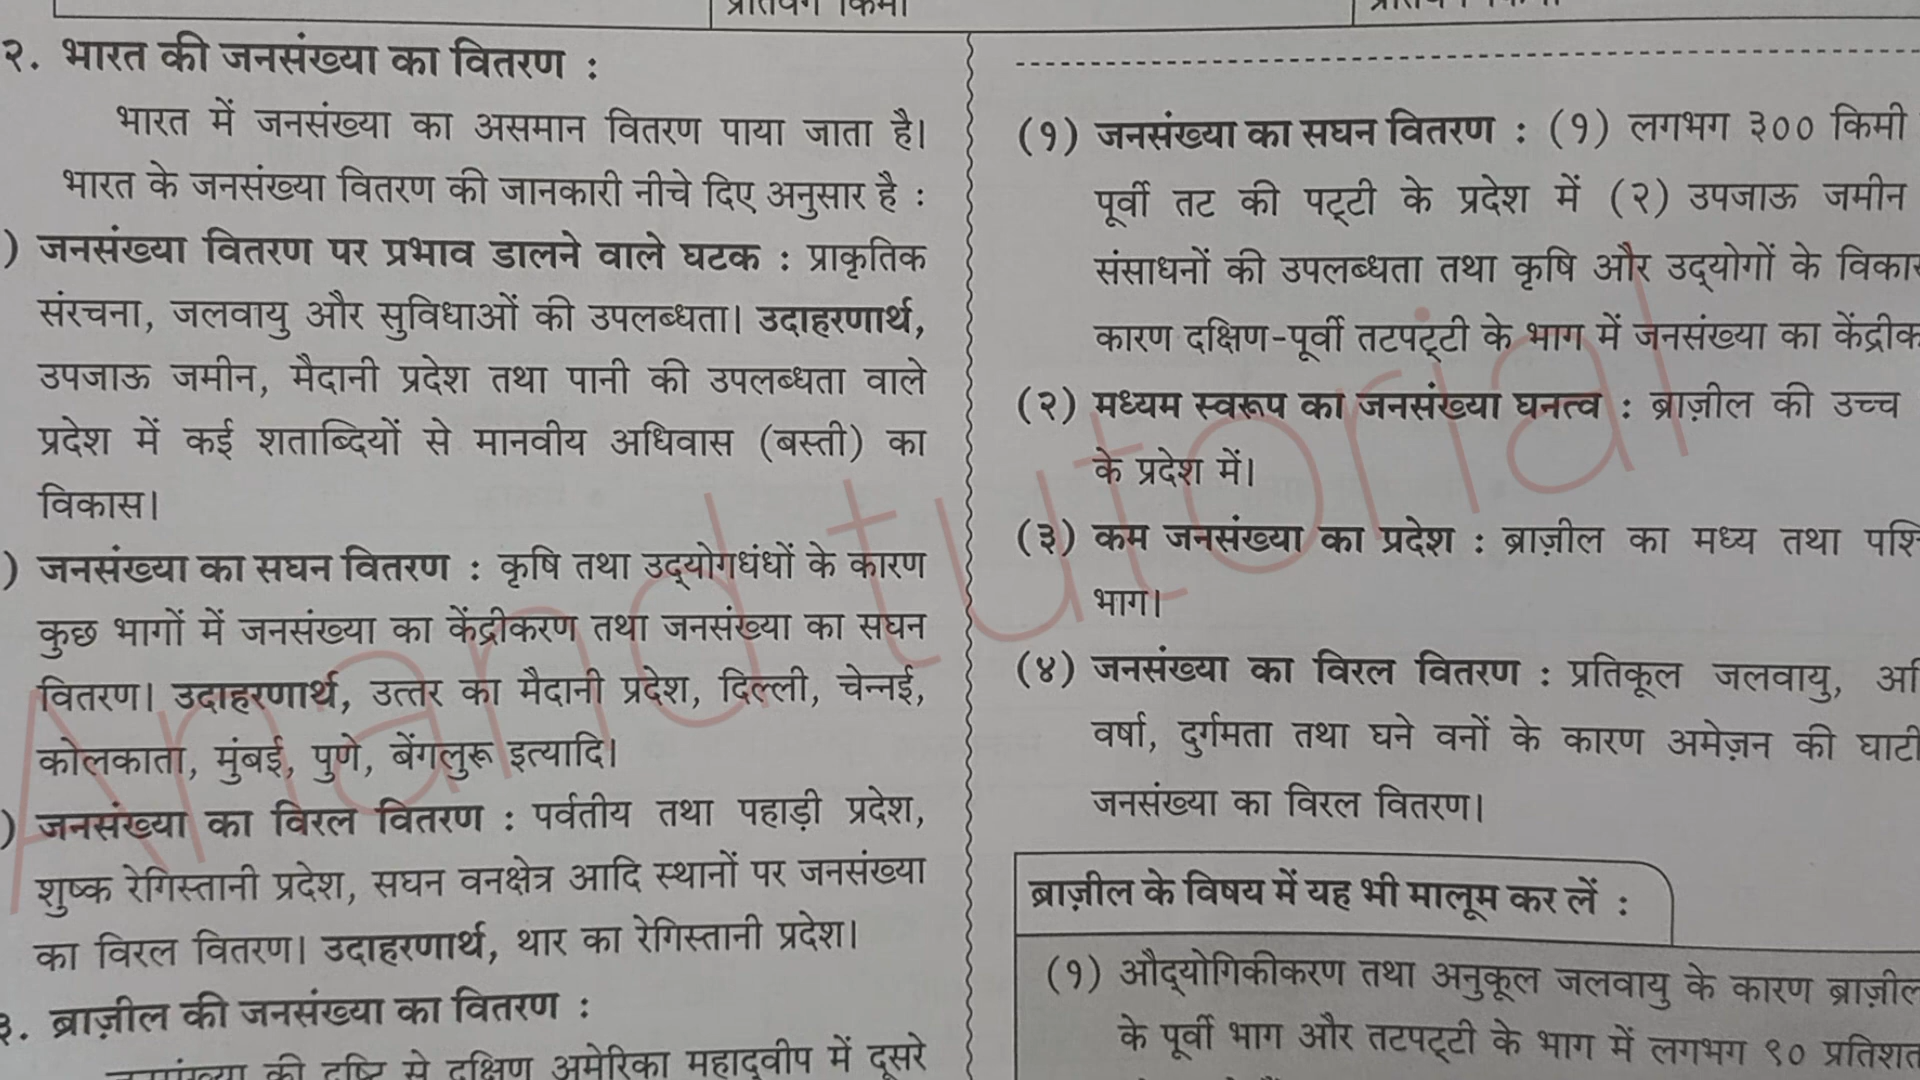 २. भारत की जनसंख्या का वितरण :
भारत में जनसंख्या का असमान वितरण पाया जाता है।
भारत के जनसंख्या वितरण की जानकारी नीचे दिए अनुसार है :
) जनसंख्या वितरण पर प्रभाव डालने वाले घटक : प्राकृतिक
संरचना, जलवायु और सुविधाओं की उपलब्धता। उदाहरणार्थ,
उपजाऊ जमीन, मैदानी प्रदेश तथा पानी की उपलब्धता वाले
प्रदेश में कई शताब्दियों से मानवीय अधिवास (बस्ती) का
विकास।
) जनसंख्या का सघन वितरण : कृषि तथा उद्‌योगधंधों के कारण
कुछ भागों में जनसंख्या का केंद्रीकरण तथा जनसंख्या का सघन
वितरण। उदाहरणार्थ, उत्तर का मैदानी प्रदेश, दिल्ली, चेन्नई,
कोलकाता, मुंबई, पुणे, बेंगलुरू इत्यादि।
) जनसंख्या का विरल वितरण : पर्वतीय तथा पहाड़ी प्रदेश,
शुष्क रेगिस्तानी प्रदेश, सघन वनक्षेत्र आदि स्थानों पर जनसंख्या
का विरल वितरण। उदाहरणार्थ, थार का रेगिस्तानी प्रदेश।
३. ब्राज़ील की जनसंख्या का वितरण :
जनसंख्या की दृष्टि से दक्षिण अमेरिका महाद्‌वीप में दूसरे
(१) जनसंख्या का सघन वितरण : (१) लगभग ३०० किमी
पूर्वी तट की पट्‌टी के प्रदेश में (२) उपजाऊ जमीन
संसाधनों की उपलब्धता तथा कृषि और उद्‌योगों के
कारण दक्षिण-पूर्वी तटपट्‌टी के भाग में जनसंख्या का
(२) मध्यम स्वरूप का जनसंख्या घनत्व : ब्राज़ील की उच्च
के प्रदेश में।
(३) कम जनसंख्या का प्रदेश : ब्राज़ील का मध्य तथा
भाग।
(४) जनसंख्या का विरल वितरण : प्रतिकूल जलवायु,
वर्षा, दुर्गमता तथा घने वनों के कारण अमेज़न की घाटी
जनसंख्या का विरल वितरण।
ब्राज़ील के विषय में यह भी मालूम कर लें :
(१) औद्‌योगिकीकरण तथा अनुकूल जलवायु के कारण ब्राज़ील
के पूर्वी भाग और तटपट्‌टी के भाग में लगभग ९० प्रतिशत
Anand tutorial